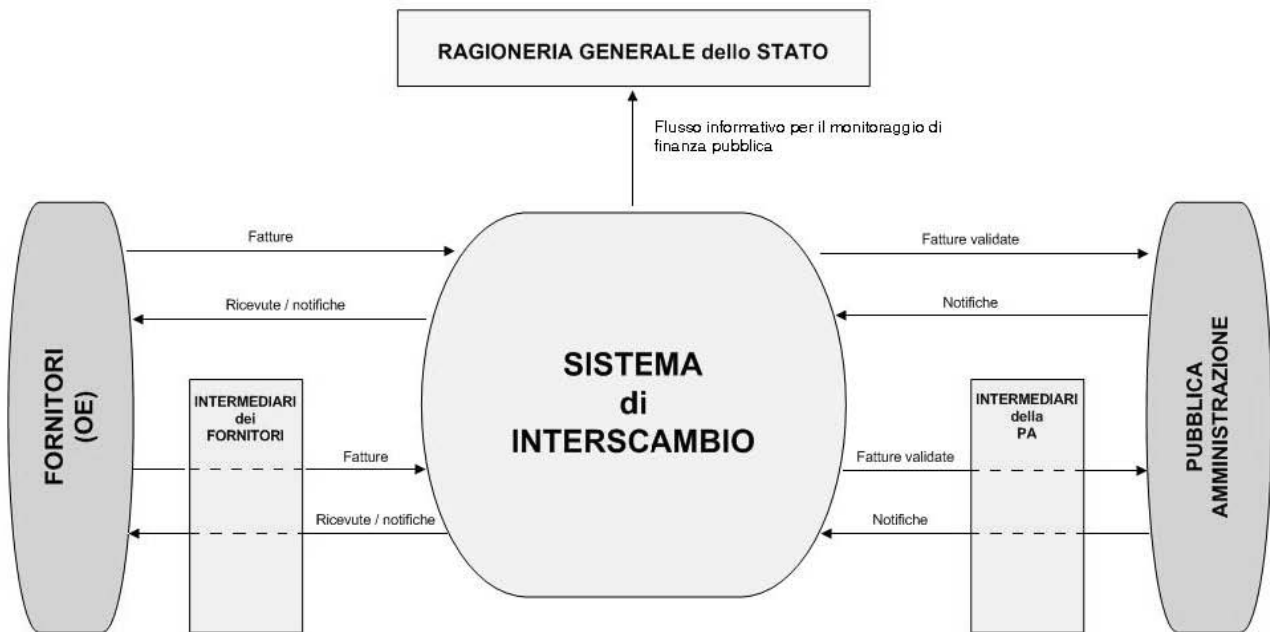 RAGIONERIA GENERALE dello STATO
Flusso informativo per il monitoraggio di
finanza pubblica
Fatture
Fatture validate
Ricevute / notifiche
Notifiche
FORNITORI
(OE)
SISTEMA
di
INTERSCAMBIO
PUBBLICA
AMMINISTRAZIONE
INTERMEDIARI
dei
FORNITORI
INTERMEDIARI
della
PA
Fatture
Fatture validate
Ricevute / notifiche
Notifiche